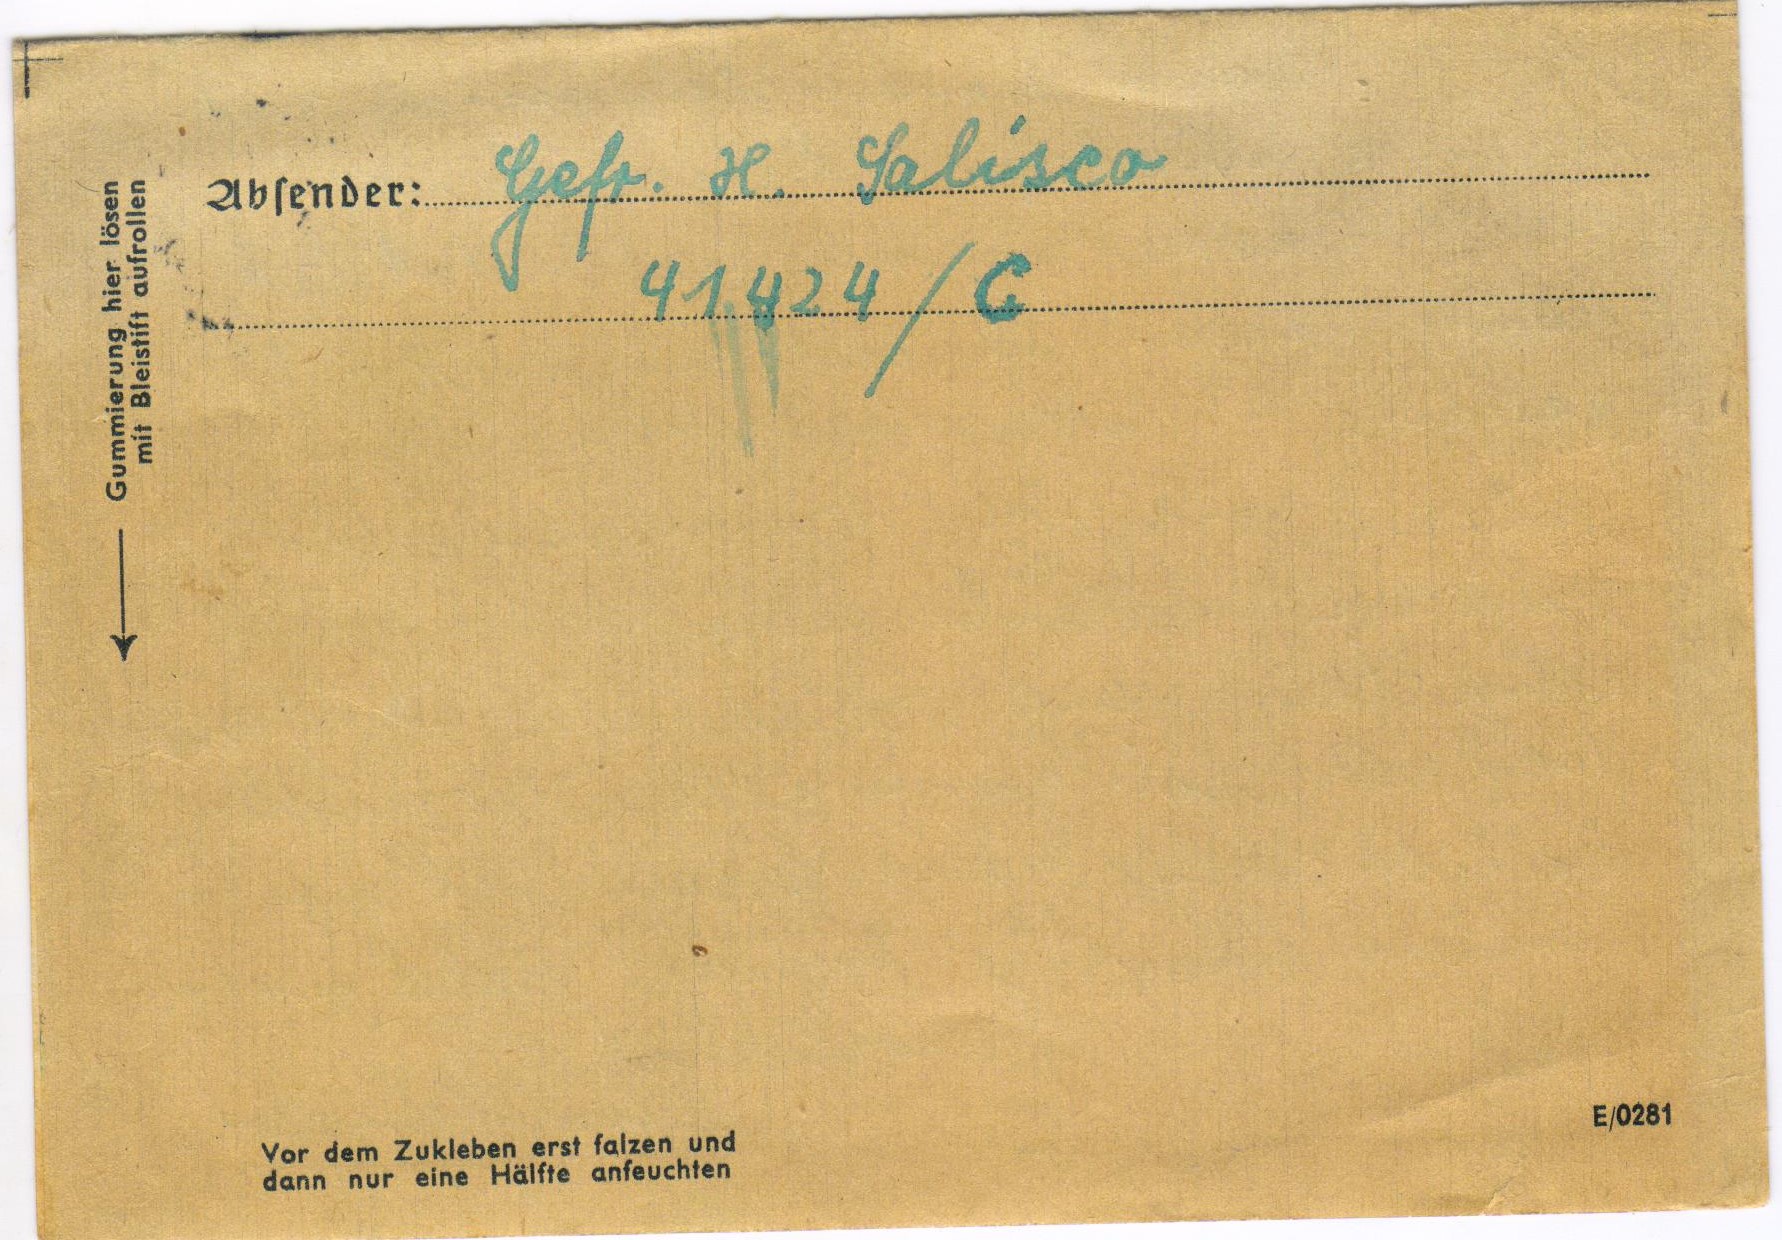 Absender: Gefr. H. Salisco
41424/C
Gummierung hier lösen
mit Bleistift aufrollen
Vor dem Zukleben erst falzen und
dann nur eine Hälfte anfeuchten
E/0281